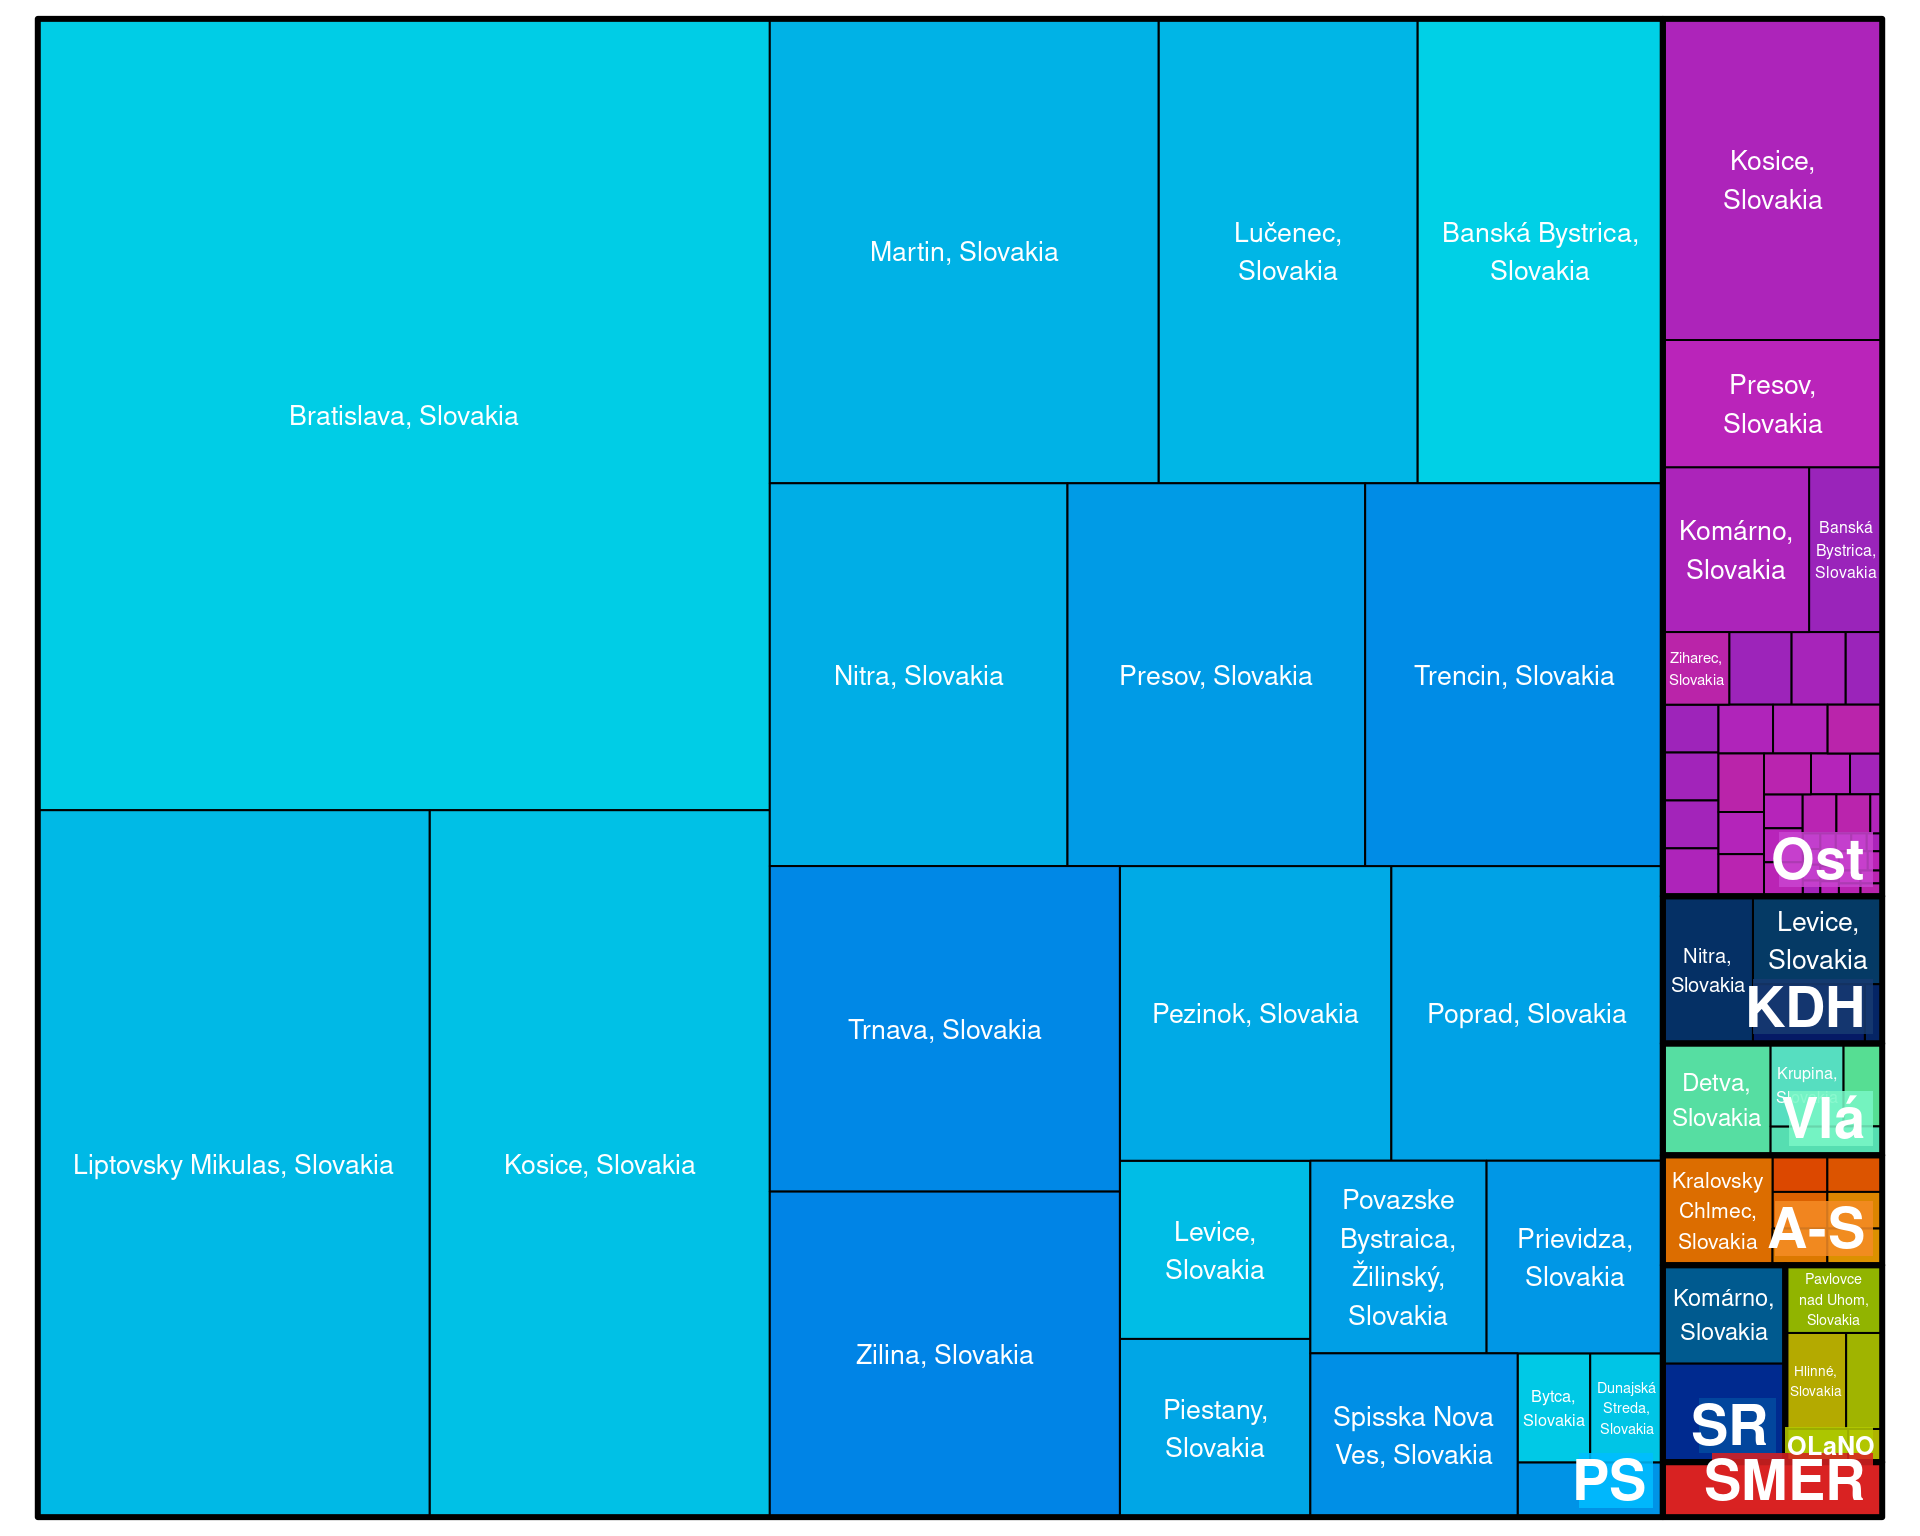 Bratislava, Slovakia
Liptovsky Mikulas, Slovakia
Kosice, Slovakia
Martin, Slovakia
Lučenec,
Slovakia
Banská Bystrica,
Slovakia
Nitra, Slovakia
Presov, Slovakia
Trencin, Slovakia
Trnava, Slovakia
Zilina, Slovakia
Pezinok, Slovakia
Poprad, Slovakia
Levice,
Slovakia
Piestany,
Slovakia
Povazske
Bystraica,
Žilinský,
Slovakia
Prievidza,
Slovakia
Spisska Nova
Ves, Slovakia
Bytca,
Slovakia
Dunajská
Streda,
Slovakia
PS
Kosice,
Slovakia
Presov,
Slovakia
Komárno,
Slovakia
Banská
Bystrica,
Slovakia
Ziharec,
Slovakia
Ost
Nitra,
Slovakia
Levice,
Slovakia
KDH
Detva,
Slovakia
Krupina,
Vlá
Kralovsky
Chlmec,
Slovakia
A-S
Komárno,
Slovakia
SR
Pavlovce
nad Uhom,
Slovakia
Hlinné,
Slovakia
OLaNO
SMER